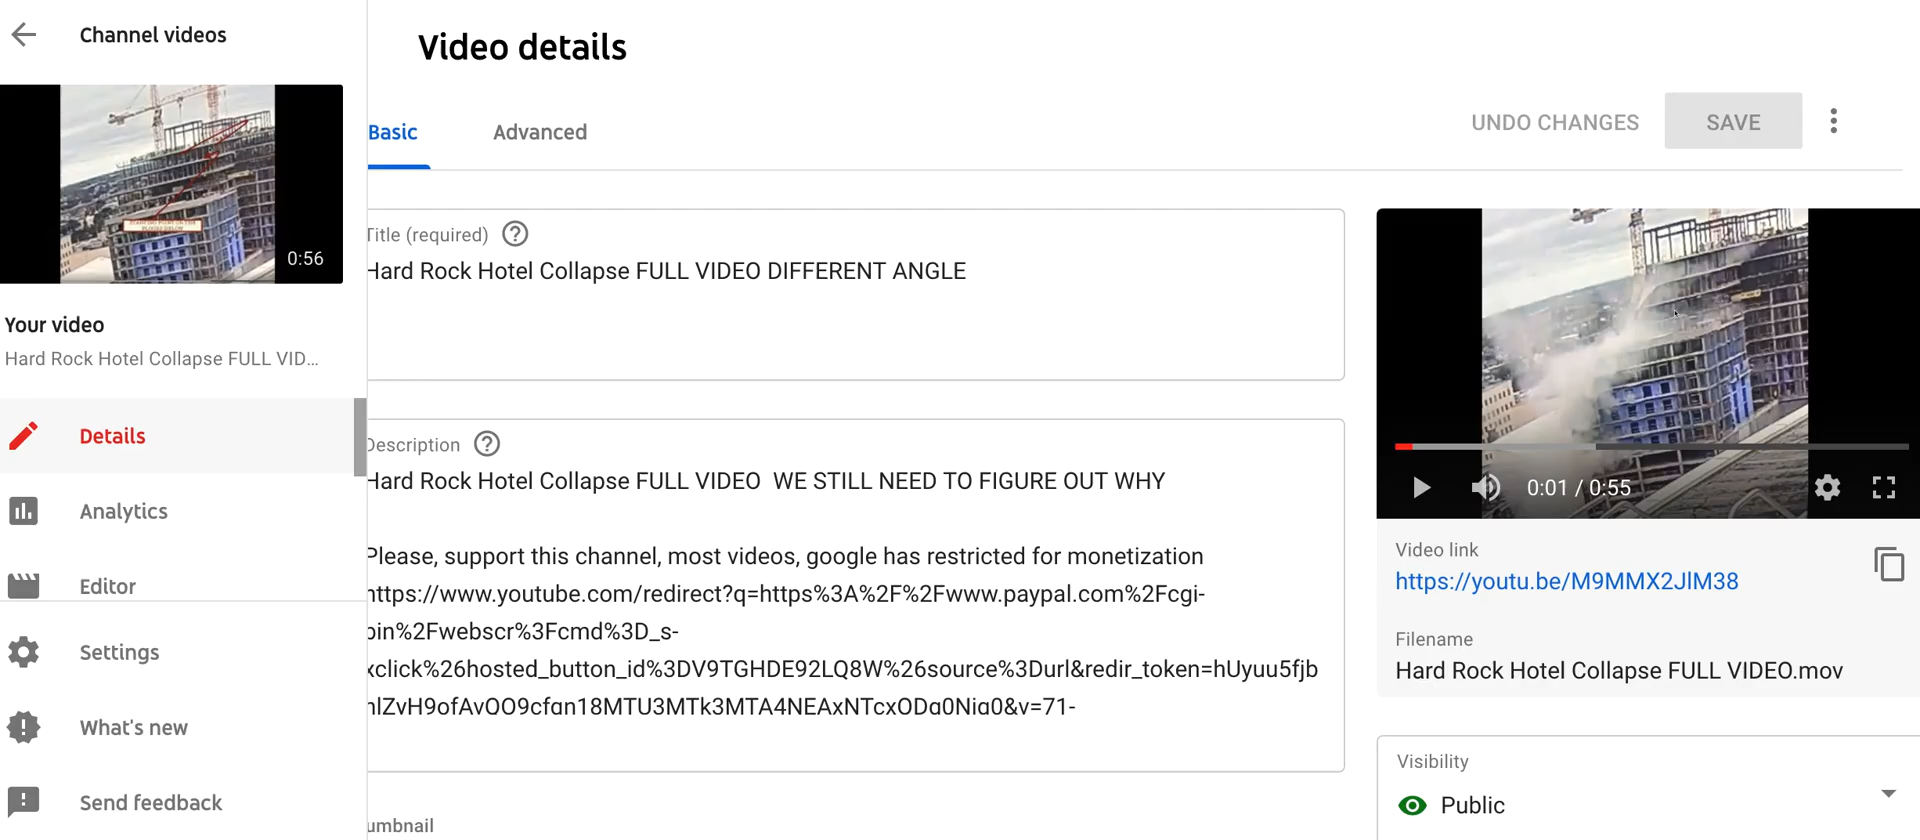 Channel videos
0:56
Your video
Hard Rock Hotel Collapse FULL VID...
Details
Analytics
Editor
Settings
What's new
Send feedback
Video details
Basic
Advanced
UNDO CHANGES
SAVE
Title (required)
Hard Rock Hotel Collapse FULL VIDEO DIFFERENT ANGLE
Description
Hard Rock Hotel Collapse FULL VIDEO  WE STILL NEED TO FIGURE OUT WHY
Please, support this channel, most videos, google has restricted for monetization
https://www.youtube.com/redirect?q=https%3A%2F%2Fwww.paypal.com%2Fcgi-
bin%2Fwebscr%3Fcmd%3D_s-
xclick%26hosted_button_id%3DV9TGHDE92LQ8W%26source%3Durl&redir_token=hUyuu5fjb
umbnail
0:01 / 0:55
Video link
https://youtu.be/M9MMX2JlM38
Filename
Hard Rock Hotel Collapse FULL VIDEO.mov
Visibility
Public